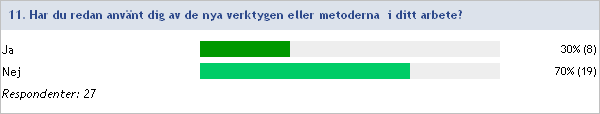 11. Har du redan använt dig av de nya verktygen eller metoderna i ditt arbete?
Ja 30% (8)
Nej 70% (19)
Respondenter: 27